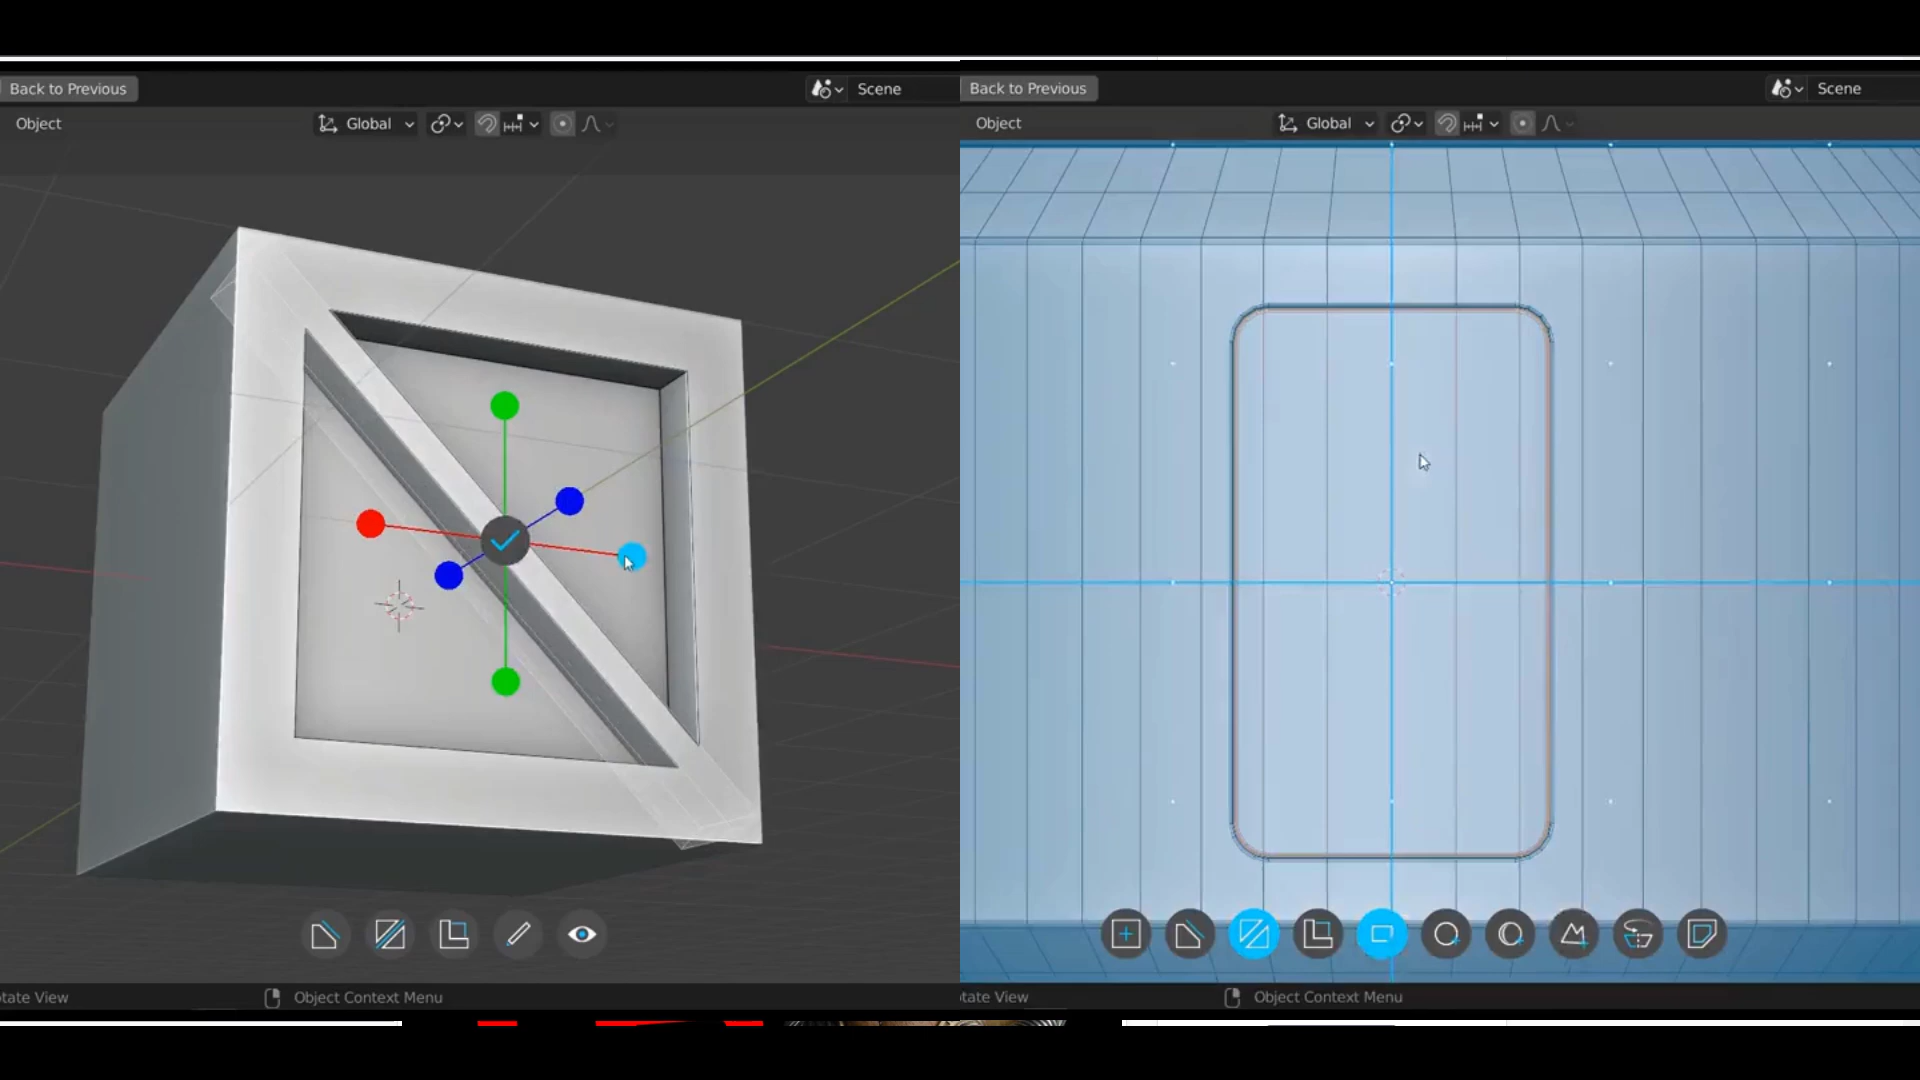 Back to Previous
Scene
Object
Global
tate View
Object Context Menu
Back to Previous
Scene
Object
Global
tate View
Object Context Menu